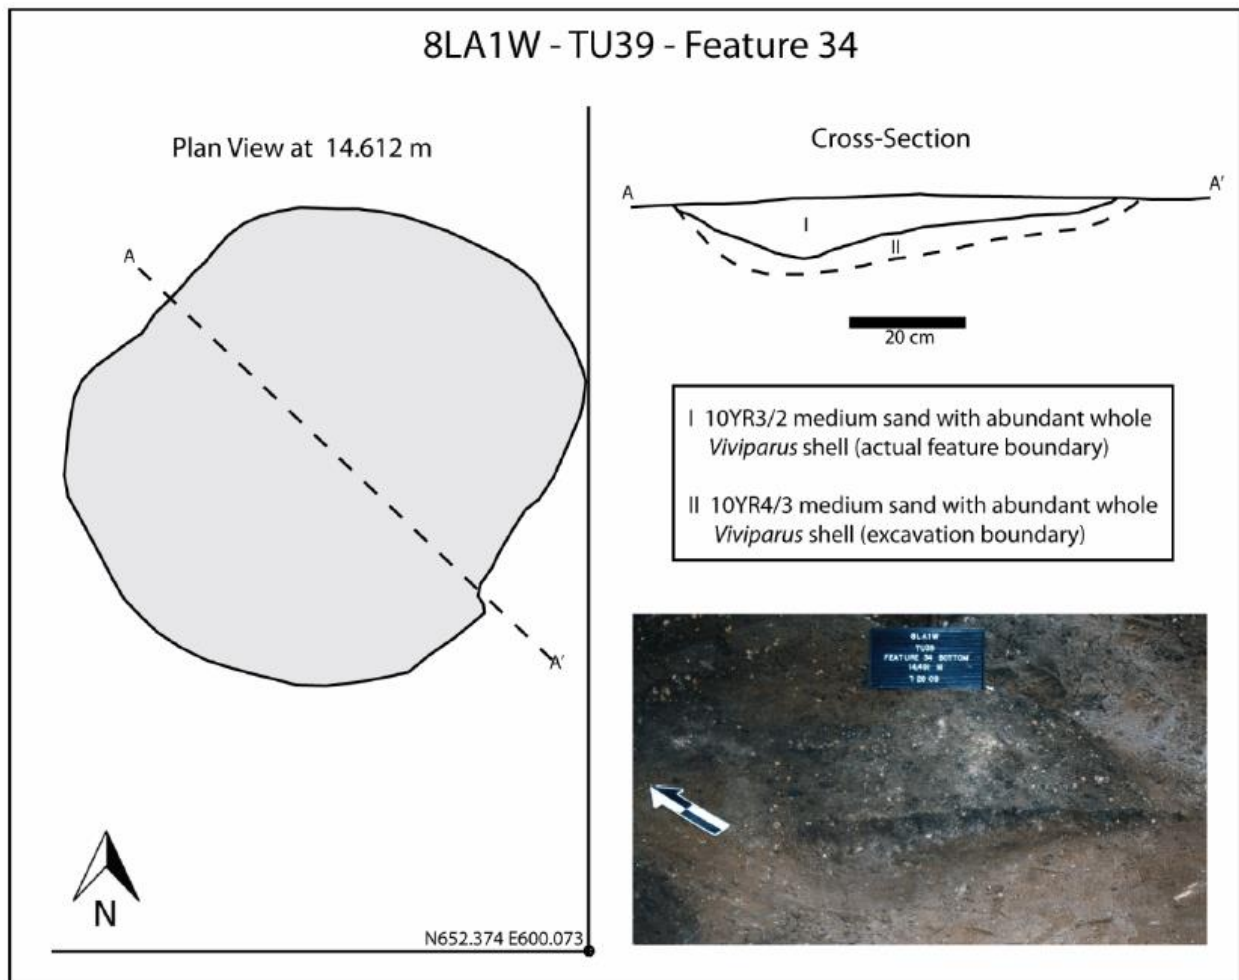 8LA1W - TU39 - Feature 34
Plan View at 14.612 m
A
A'
N
N652.374 E600.073
Cross-Section
A
A'
I
II
20 cm
I 10YR3/2 medium sand with abundant whole
Viviparus shell (actual feature boundary)
II 10YR4/3 medium sand with abundant whole
Viviparus shell (excavation boundary)
8LA1W
TU39
FEATURE 34 BOTTOM
M